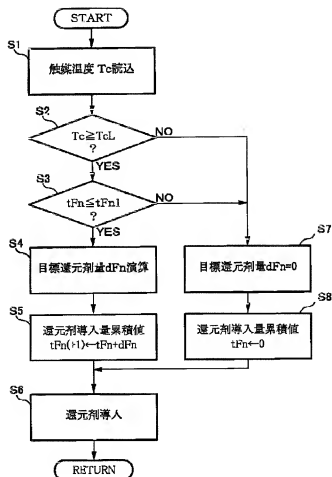 START
S1
触媒温度 Tc読込
S2
Tc≧TcL
?
NO
YES
S3
tFn≦tFn1
?
NO
YES
S4
目標還元剤量dFn演算
S7
目標還元剤量dFn=0
S5
還元剤導入量累積値
tFn(+1)←tFn+dFn
S8
還元剤導入量累積値
tFn←0
S6
還元剤導入
RETURN